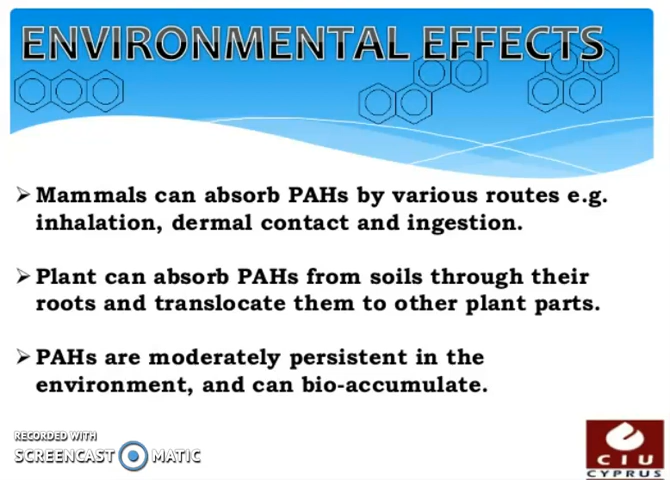 ENVIRONMENTAL EFFECTS
➢ Mammals can absorb PAHs by various routes e.g.
inhalation, dermal contact and ingestion.
➢ Plant can absorb PAHs from soils through their
roots and translocate them to other plant parts.
➢ PAHs are moderately persistent in the
environment, and can bio-accumulate.
RECORDED WITH
SCREENCAST MATIC
CIU
CYPRUS